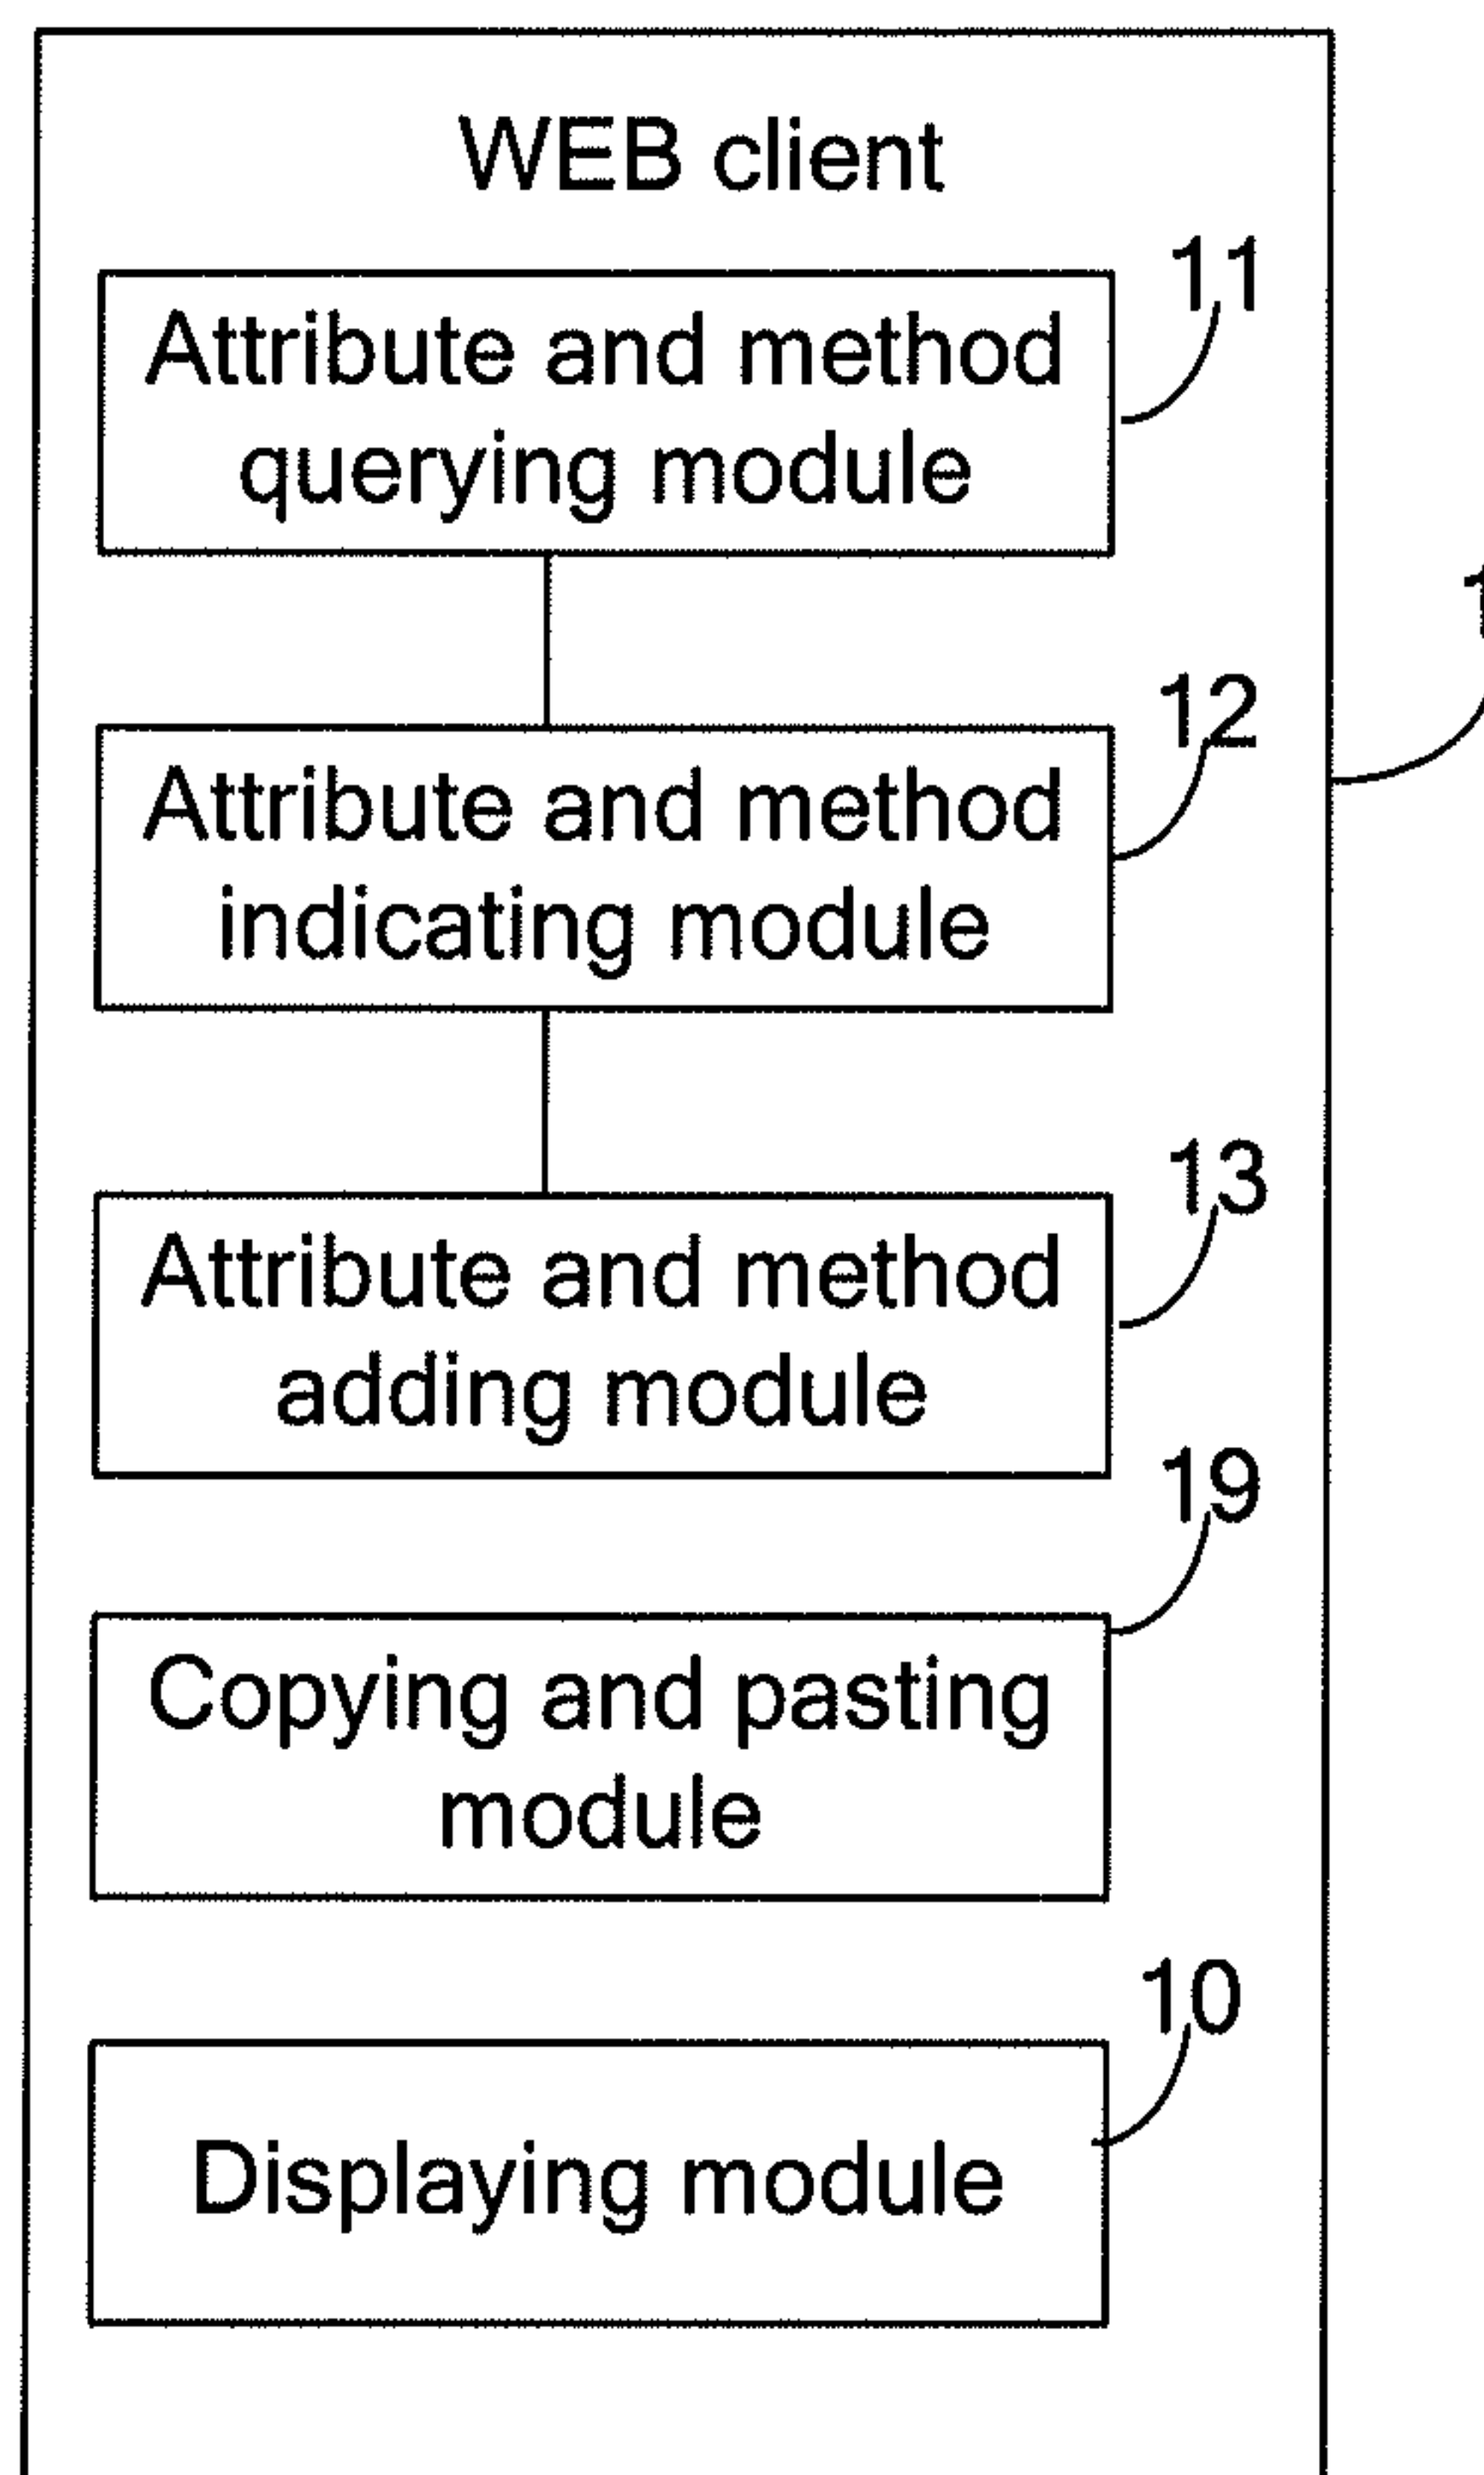 WEB client
11
Attribute and method
querying module
12
Attribute and method
indicating module
13
Attribute and method
adding module
19
Copying and pasting
module
10
Displaying module